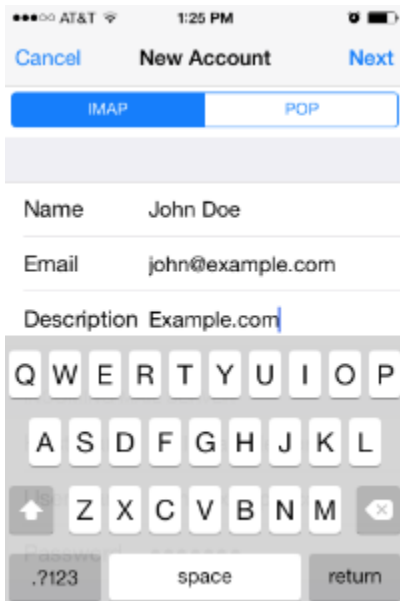 AT&T 1:25 PM
Cancel New Account Next
IMAP POP
Name John Doe
Email john@example.com
Description Example.com
Q W E R T Y U I O P
A S D F G H J K L
Z X C V B N M
Password
.?123 space return